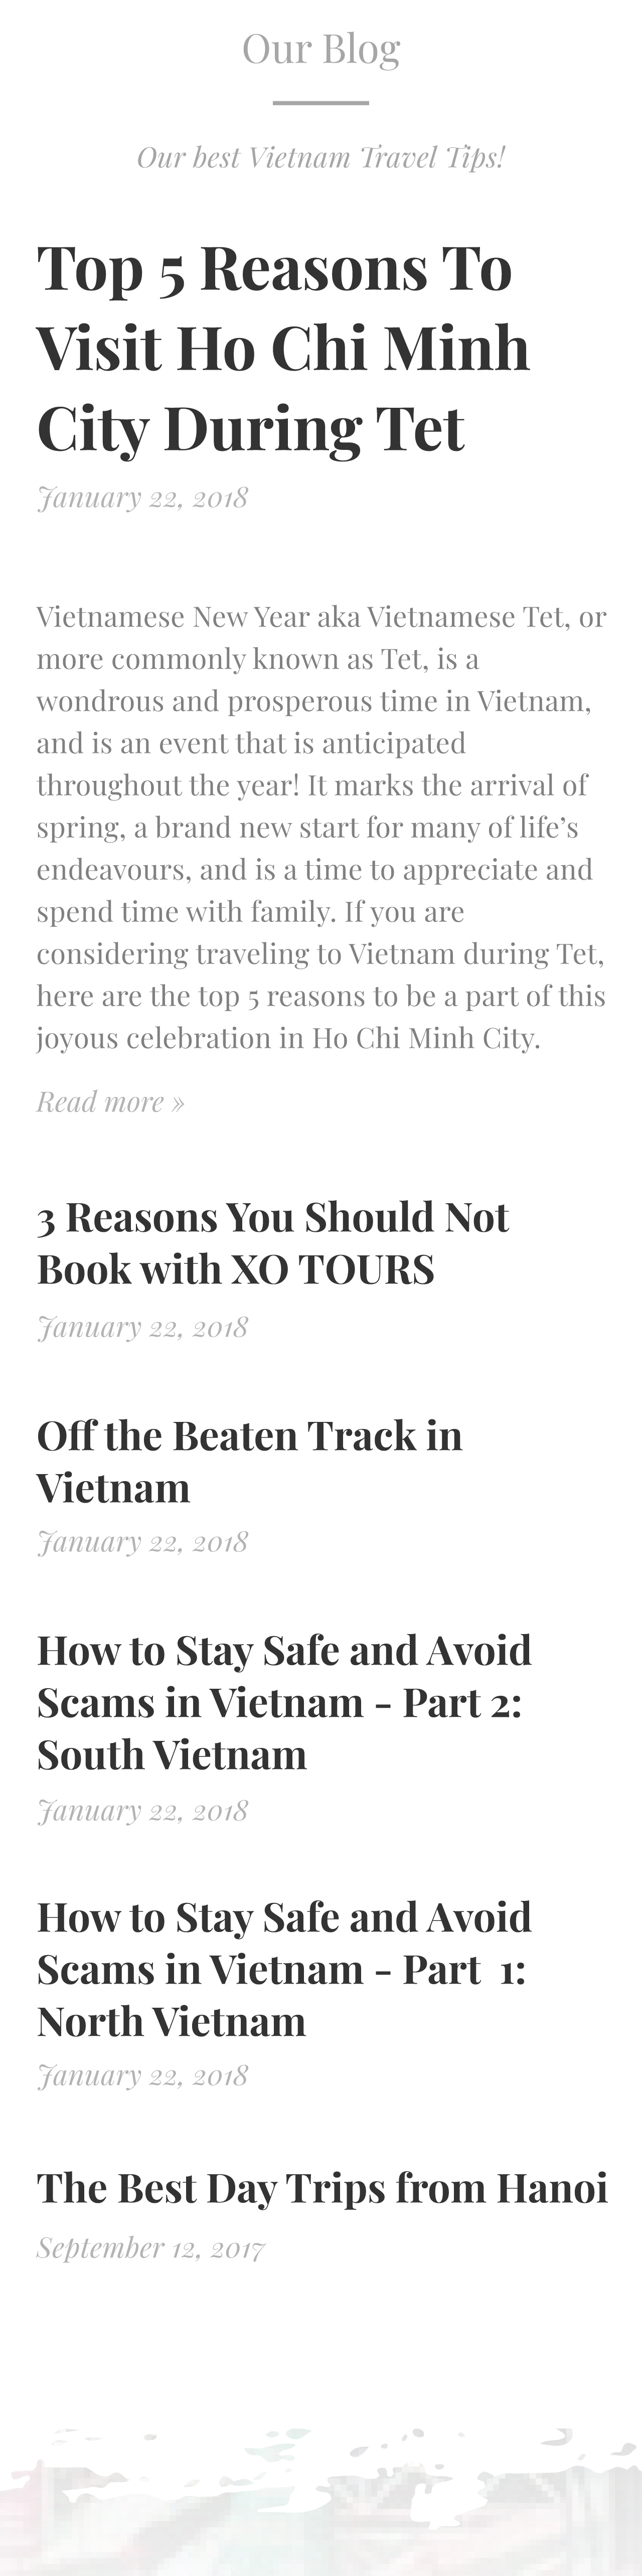 Our Blog
Our best Vietnam Travel Tips!
Top 5 Reasons To
Visit Ho Chi Minh
City During Tet
January 22, 2018
Vietnamese New Year aka Vietnamese Tet, or
more commonly known as Tet, is a
wondrous and prosperous time in Vietnam,
and is an event that is anticipated
throughout the year! It marks the arrival of
spring, a brand new start for many of life’s
endeavours, and is a time to appreciate and
spend time with family. If you are
considering traveling to Vietnam during Tet,
here are the top 5 reasons to be a part of this
joyous celebration in Ho Chi Minh City.
Read more »
3 Reasons You Should Not
Book with XO TOURS
January 22, 2018
Off the Beaten Track in
Vietnam
January 22, 2018
How to Stay Safe and Avoid
Scams in Vietnam - Part 2:
South Vietnam
January 22, 2018
How to Stay Safe and Avoid
Scams in Vietnam - Part  1:
North Vietnam
January 22, 2018
The Best Day Trips from Hanoi
September 12, 2017